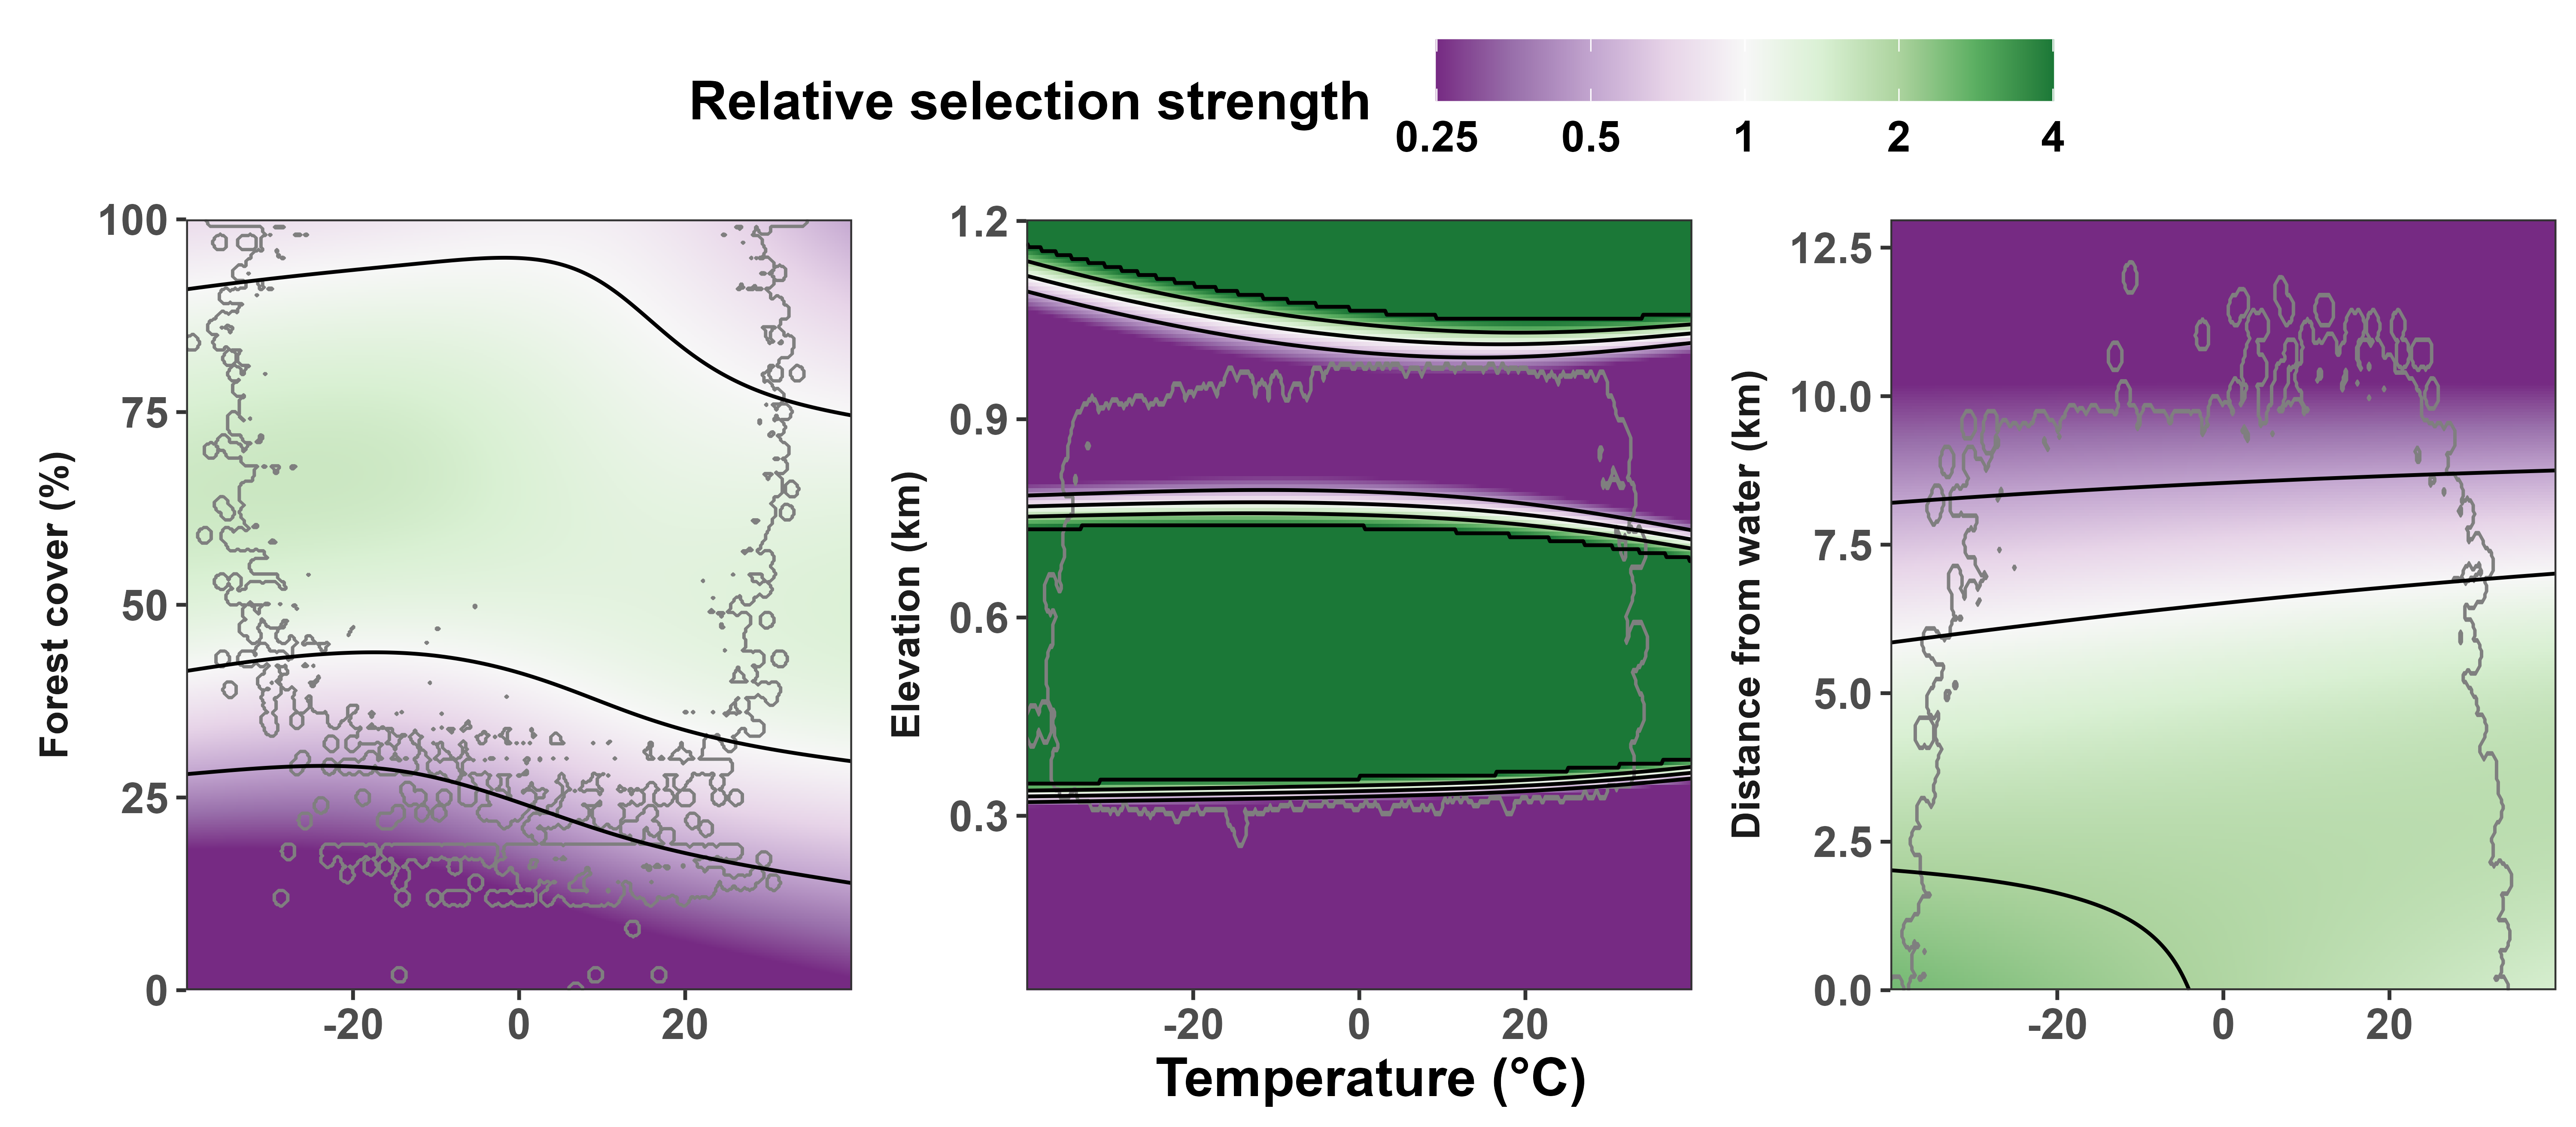 Relative selection strength
0.25 0.5 1 2 4
Forest cover (%)
100
75
50
25
0
-20 0 20
Elevation (km)
1.2
0.9
0.6
0.3
-20 0 20
Distance from water (km)
12.5
10.0
7.5
5.0
2.5
0.0
-20 0 20
Temperature (°C)